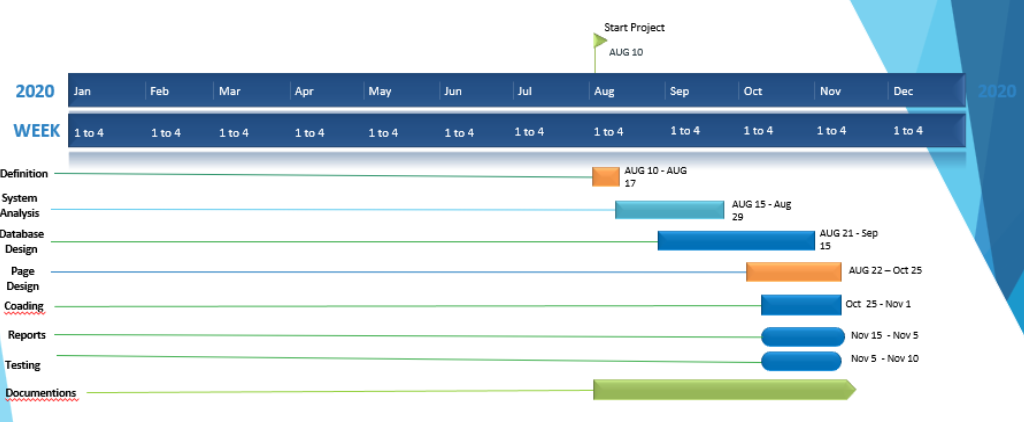 Start Project
AUG 10
2020 Jan Feb Mar Apr May Jun Jul Aug Sep Oct Nov Dec 2020
WEEK 1 to 4 1 to 4 1 to 4 1 to 4 1 to 4 1 to 4 1 to 4 1 to 4 1 to 4 1 to 4 1 to 4 1 to 4
Definition
AUG 10 - AUG
17
System
Analysis
AUG 15 - Aug
29
Database
Design
AUG 21 - Sep
15
Page
Design
AUG 22 – Oct 25
Coading
Oct 25 - Nov 1
Reports
Nov 15 - Nov 5
Testing
Nov 5 - Nov 10
Documentions